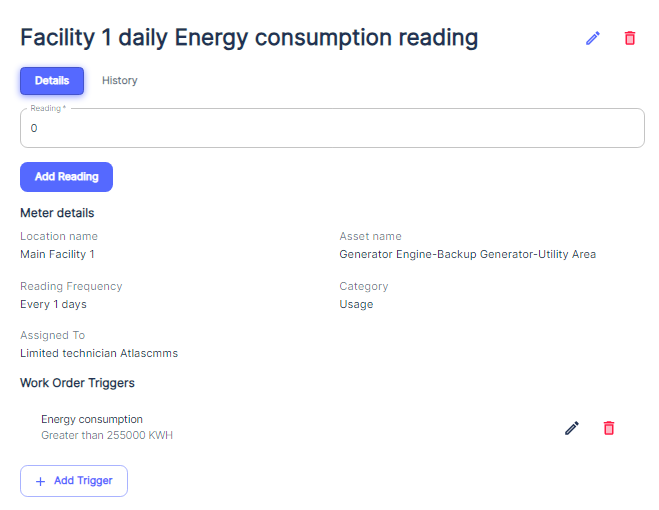 Facility 1 daily Energy consumption reading
Details
History
Reading *
0
Add Reading
Meter details
Location name
Asset name
Main Facility 1
Generator Engine-Backup Generator-Utility Area
Reading Frequency
Category
Every 1 days
Usage
Assigned To
Limited technician Atlascmms
Work Order Triggers
Energy consumption
Greater than 255000 KWH
+ Add Trigger